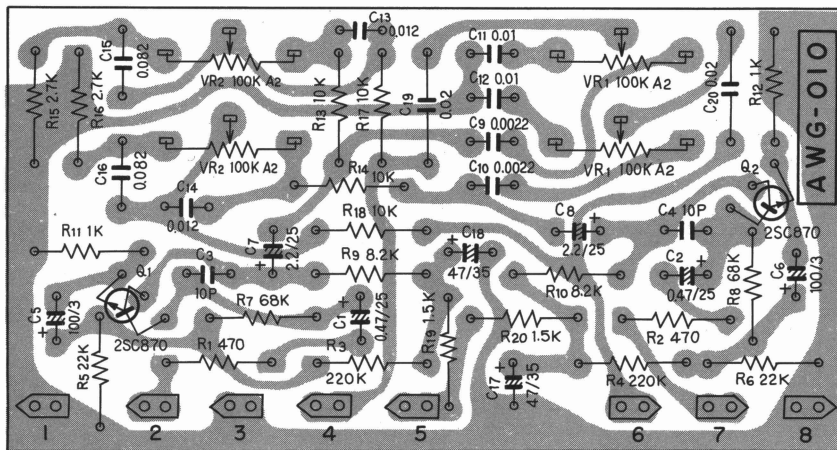 C13
0.012
C15
0.082
VR2 100K A2
R15 2.7K
R16 2.7K
R13 10K
R17 10K
C19
0.02
C11 0.01
C12 0.01
C9 0.0022
C10 0.0022
VR1 100K A2
C20 0.02
R12 1K
AWG-010
C16
0.082
VR2 100K A2
VR1 100K A2
R14
10K
C14
0.012
Q2
2SC870
R11 1K
C7
2.2/25
R18 10K
R9 8.2K
C18
47/35
C8
2.2/25
C4 10P
C2
0.47/25
R8 68K
C6
100/3
Q1
2SC870
C3
10P
R10 8.2K
C5
100/3
R7 68K
C1
0.47/25
R19 1.5K
R20 1.5K
R2 470
R5 22K
R1 470
R3
220K
C17
47/35
R4 220K
R6 22K
1 2 3 4 5 6 7 8